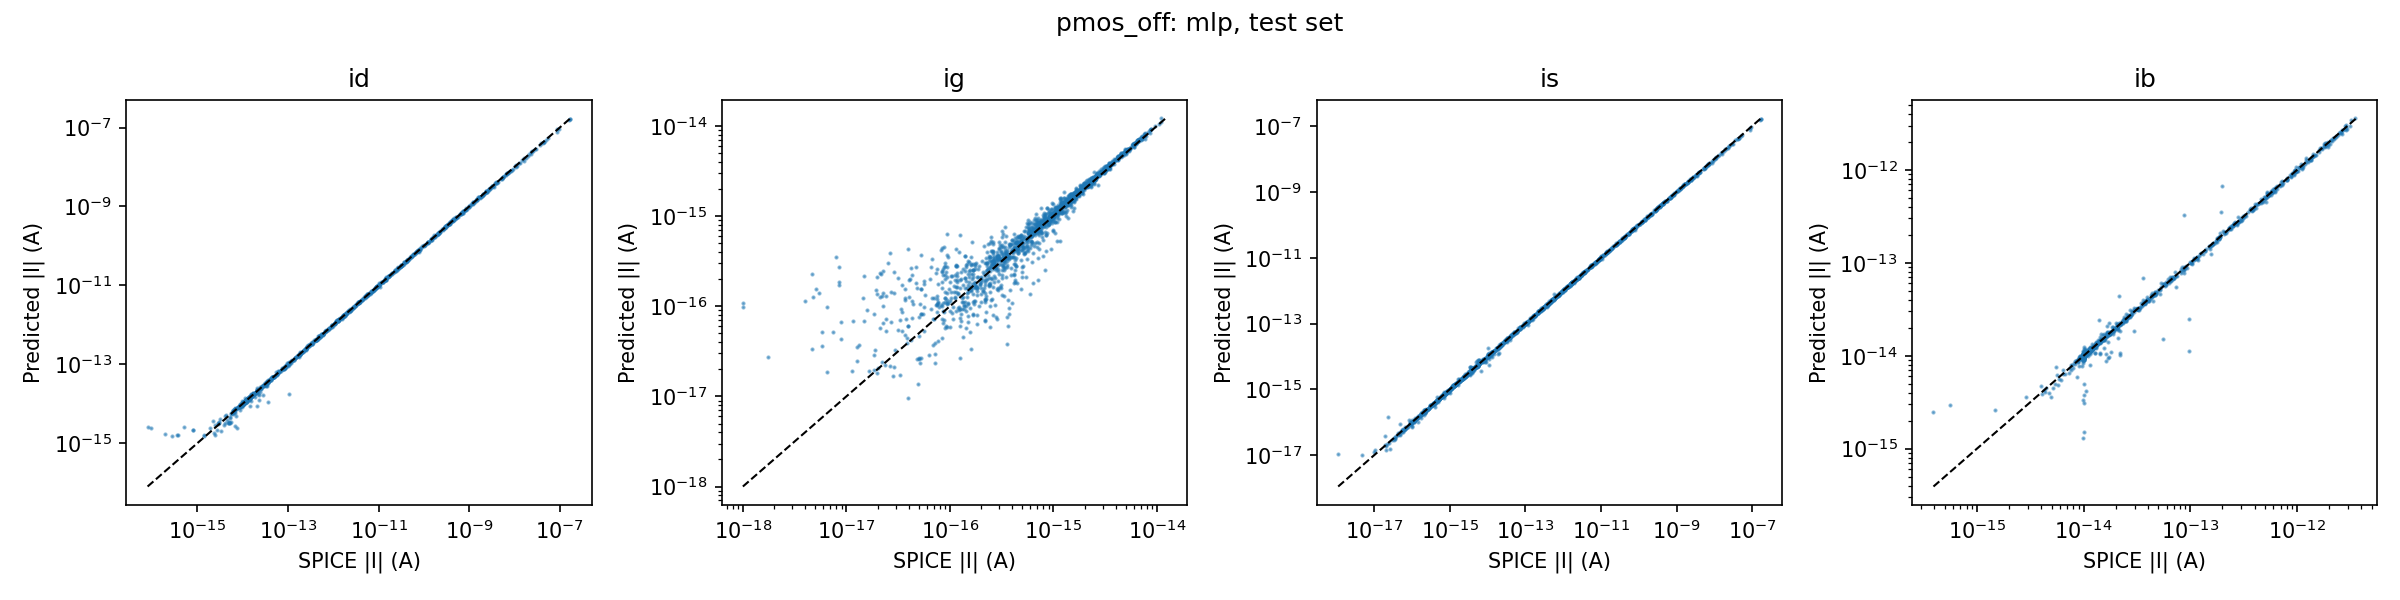 pmos_off: mlp, test set
id
Predicted |I| (A)
10⁻⁷
10⁻⁹
10⁻¹¹
10⁻¹³
10⁻¹⁵
10⁻¹⁵ 10⁻¹³ 10⁻¹¹ 10⁻⁹ 10⁻⁷
SPICE |I| (A)
ig
Predicted |I| (A)
10⁻¹⁴
10⁻¹⁵
10⁻¹⁶
10⁻¹⁷
10⁻¹⁸
10⁻¹⁸ 10⁻¹⁷ 10⁻¹⁶ 10⁻¹⁵ 10⁻¹⁴
SPICE |I| (A)
is
Predicted |I| (A)
10⁻⁷
10⁻⁹
10⁻¹¹
10⁻¹³
10⁻¹⁵
10⁻¹⁷
10⁻¹⁷ 10⁻¹⁵ 10⁻¹³ 10⁻¹¹ 10⁻⁹ 10⁻⁷
SPICE |I| (A)
ib
Predicted |I| (A)
10⁻¹²
10⁻¹³
10⁻¹⁴
10⁻¹⁵
10⁻¹⁵ 10⁻¹⁴ 10⁻¹³ 10⁻¹²
SPICE |I| (A)